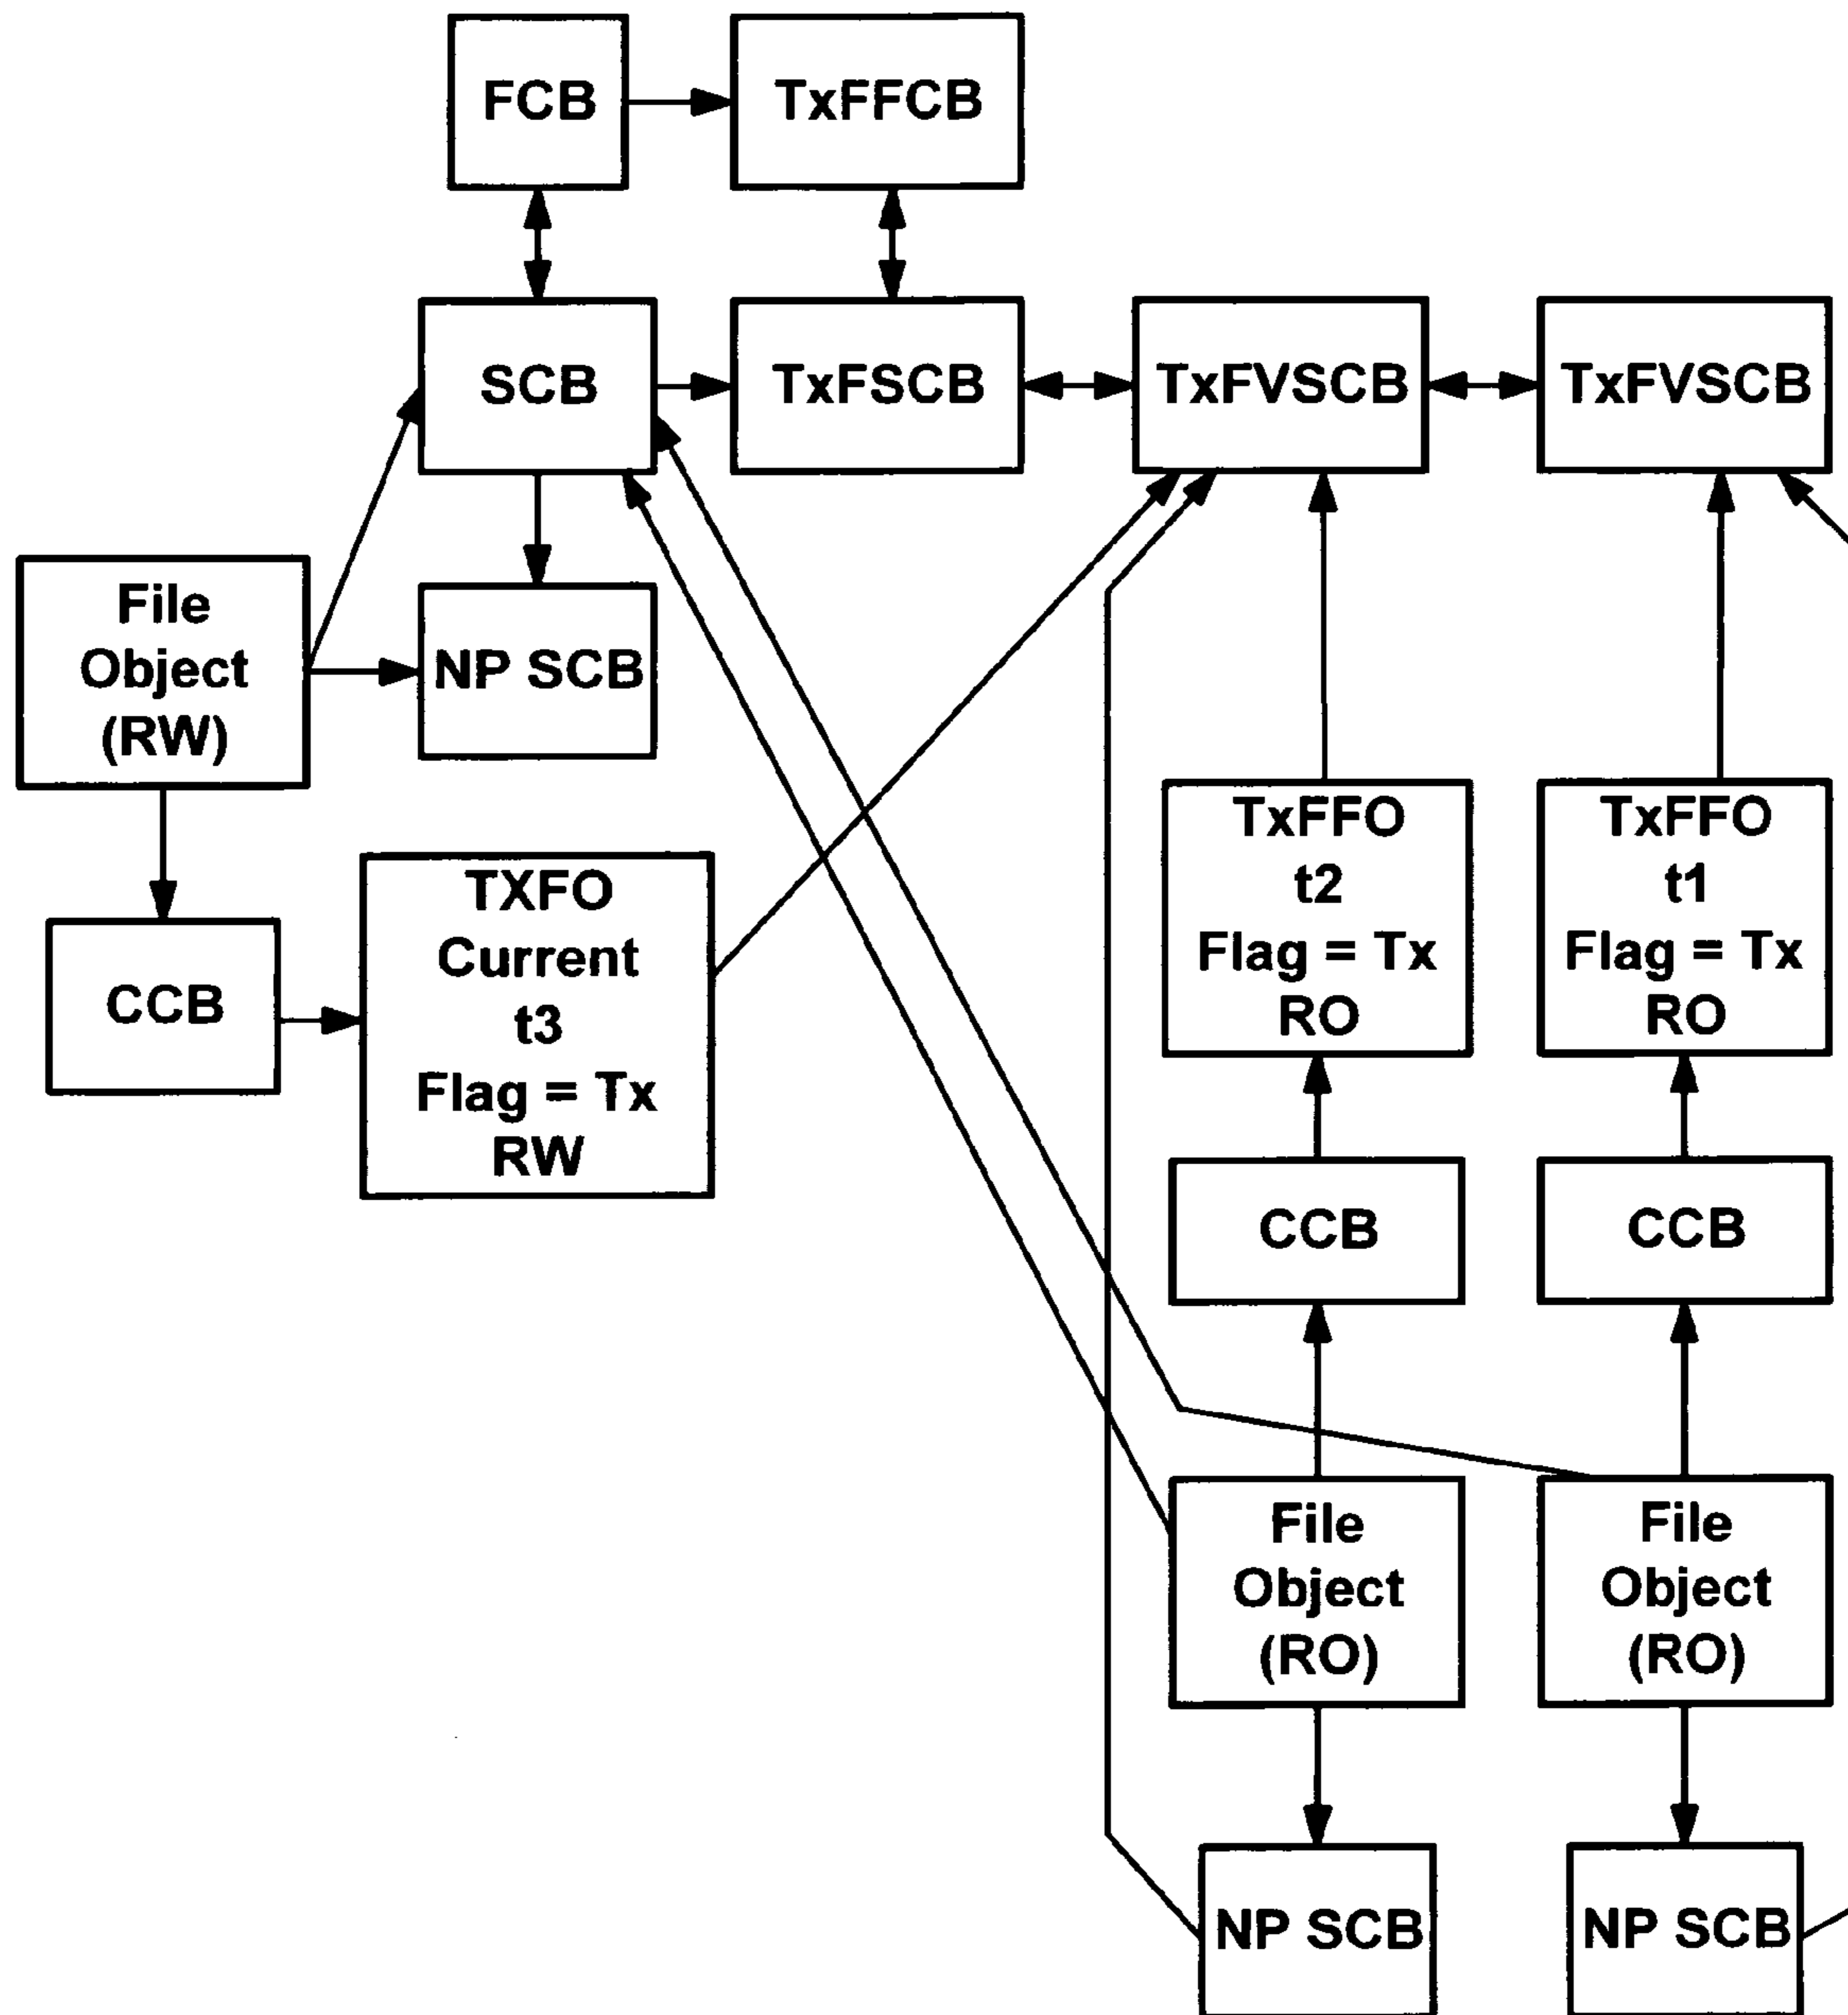 FCB
TxFFCB
SCB
TxFSCB
TxFVSCB
TxFVSCB
File
Object
(RW)
NP SCB
CCB
TXFO
Current
t3
Flag = Tx
RW
TxFFO
t2
Flag = Tx
RO
TxFFO
t1
Flag = Tx
RO
CCB
CCB
File
Object
(RO)
File
Object
(RO)
NP SCB
NP SCB